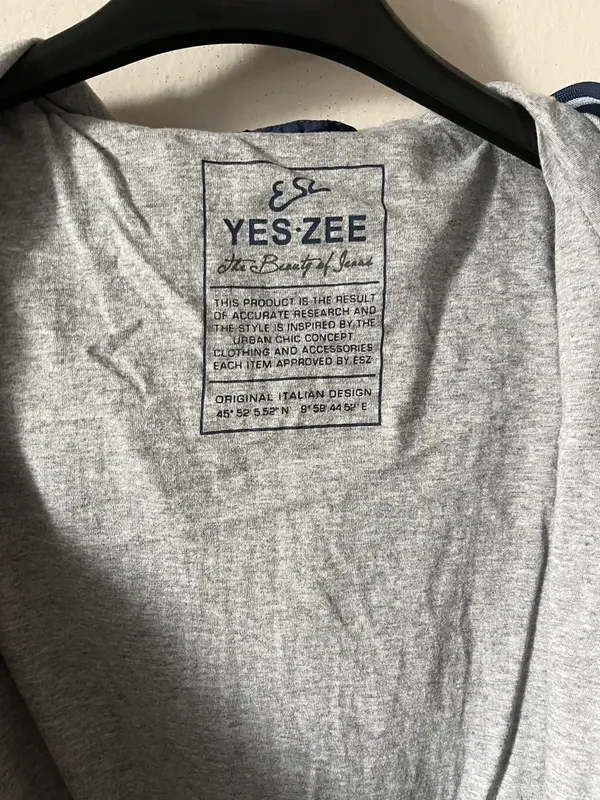 ESZ
YES·ZEE
The Beauty of Jeans
THIS PRODUCT IS THE RESULT
OF ACCURATE RESEARCH AND
THE STYLE IS INSPIRED BY THE
URBAN CHIC CONCEPT
CLOTHING AND ACCESSORIES
EACH ITEM APPROVED BY ESZ
ORIGINAL ITALIAN DESIGN
45° 52' 5.52" N 9° 59' 44.52" E